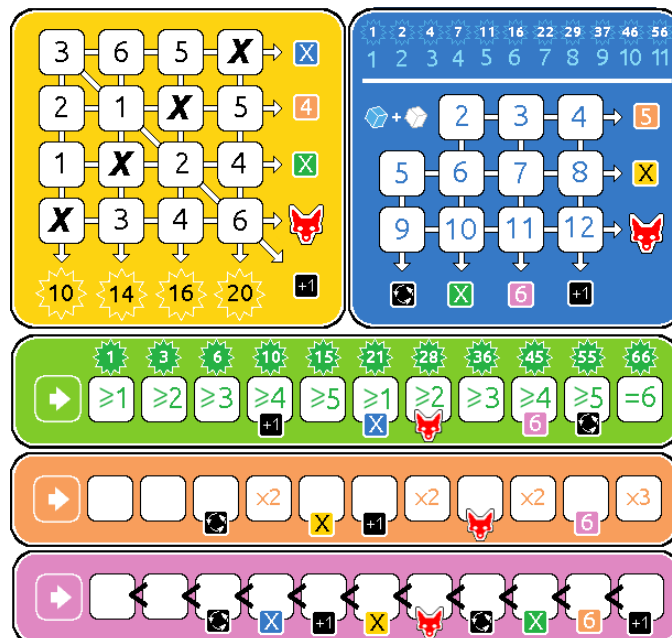 3 6 5 X X
2 1 X 5 4
1 X 2 4 X
X 3 4 6
10 14 16 20 +1
1 2 4 7 11 16 22 29 37 46 56
1 2 3 4 5 6 7 8 9 10 11
+ 2 3 4 5
5 6 7 8 X
9 10 11 12
X 6 +1
1 3 6 10 15 21 28 36 45 55 66
≥1 ≥2 ≥3 ≥4 ≥5 ≥1 ≥2 ≥3 ≥4 ≥5 =6
+1 X 6
x2 x2 x2 x3
X +1 6
< < < < < < < < < <
X +1 X X 6 +1